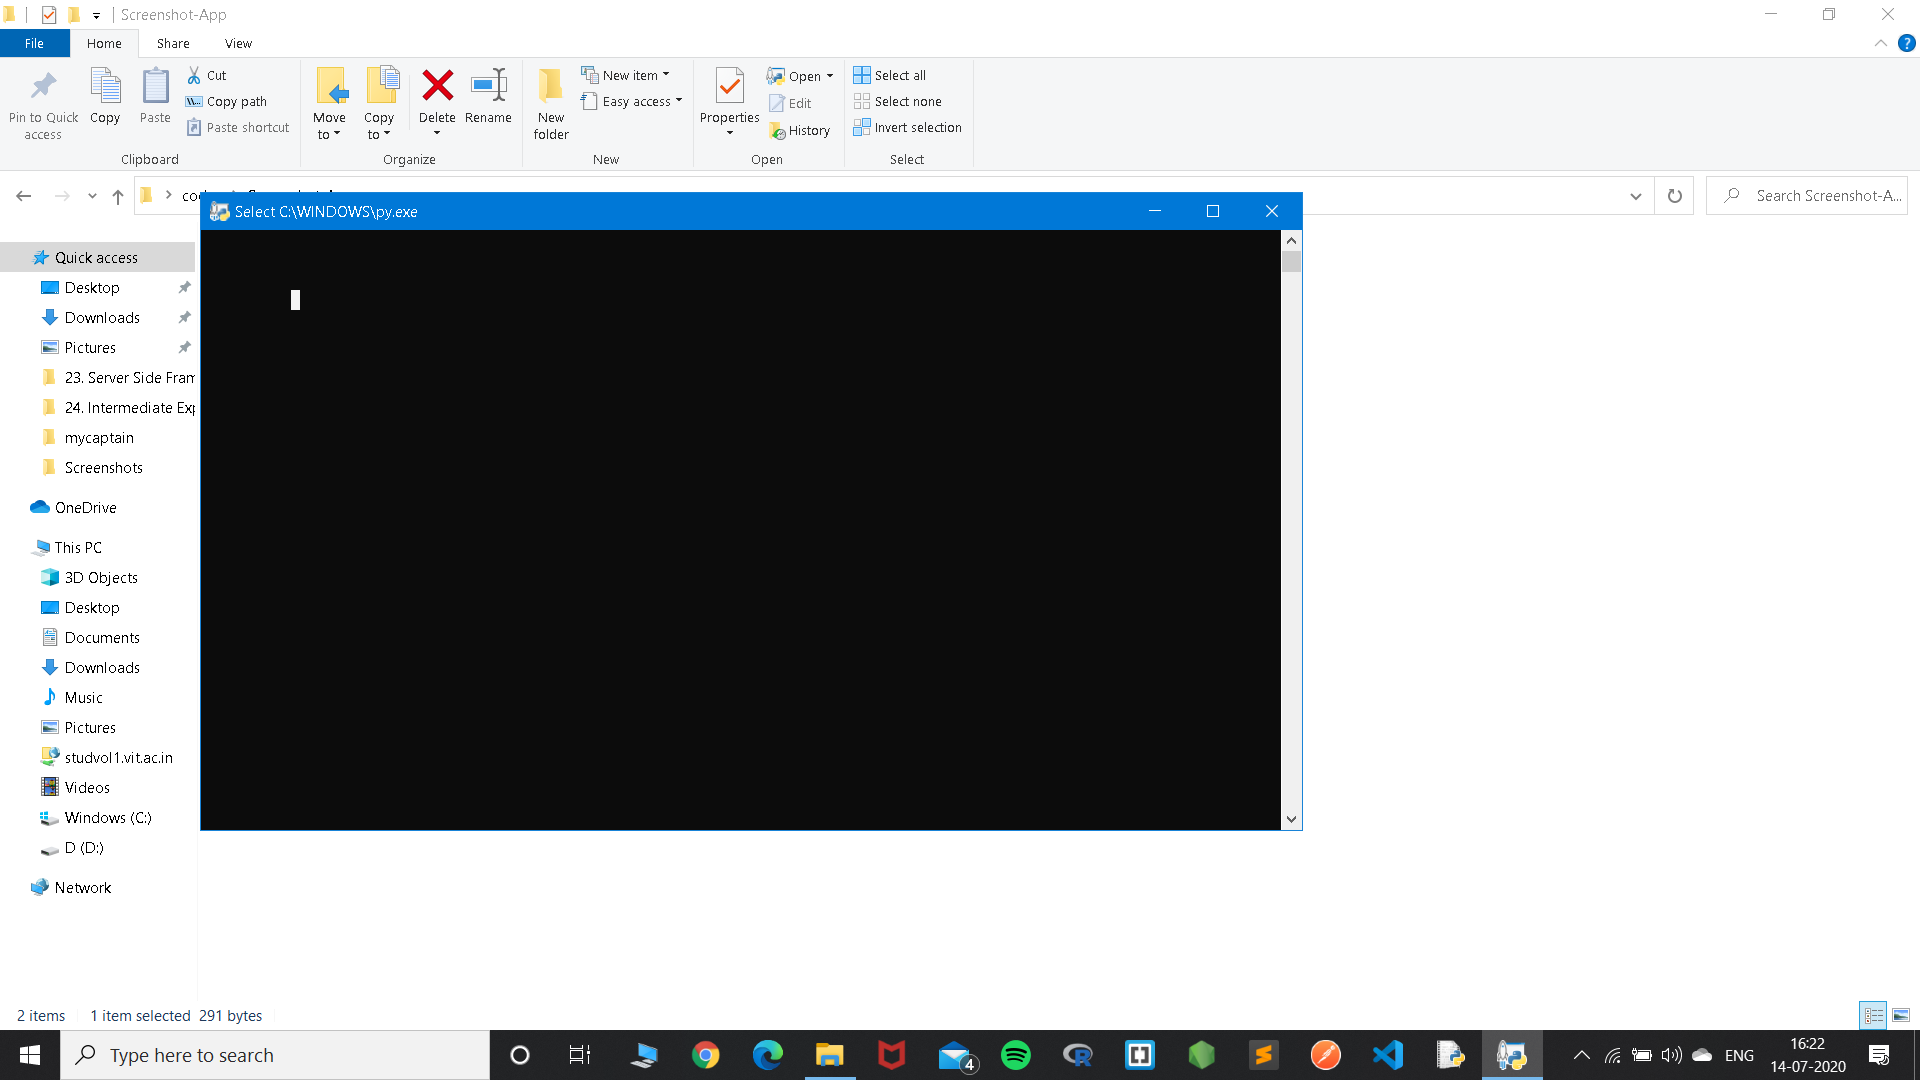 Screenshot-App
File
Home
Share
View
Pin to Quick access
Copy
Paste
Cut
Copy path
Paste shortcut
Clipboard
Move to
Copy to
Delete
Rename
Organize
New folder
New item
Easy access
New
Properties
Open
Edit
History
Open
Select all
Select none
Invert selection
Select
Search Screenshot-A...
Select C:\WINDOWS\py.exe
Quick access
Desktop
Downloads
Pictures
23. Server Side Fram
24. Intermediate Exp
mycaptain
Screenshots
OneDrive
This PC
3D Objects
Desktop
Documents
Downloads
Music
Pictures
studvol1.vit.ac.in
Videos
Windows (C:)
D (D:)
Network
2 items
1 item selected 291 bytes
Type here to search
4
ENG
16:22
14-07-2020